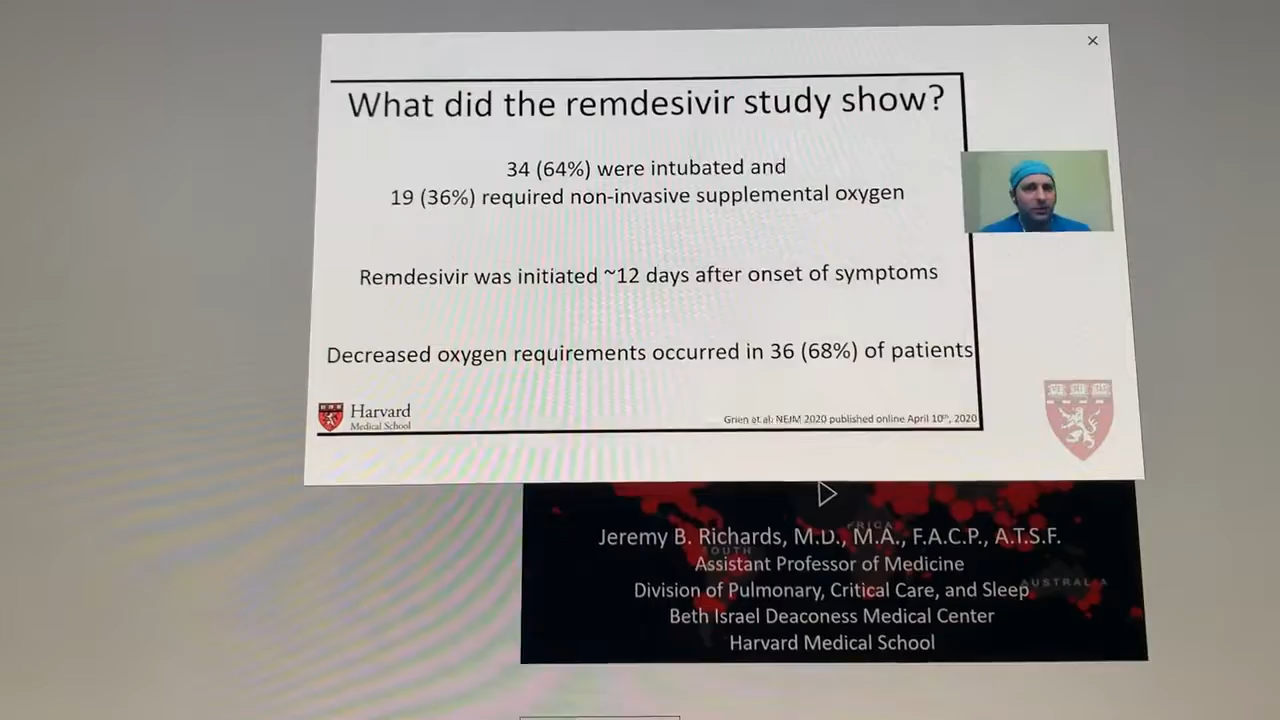 ×
What did the remdesivir study show?
34 (64%) were intubated and
19 (36%) required non-invasive supplemental oxygen
Remdesivir was initiated ~12 days after onset of symptoms
Decreased oxygen requirements occurred in 36 (68%) of patients
Harvard
Medical School
Grien et al: NEJM 2020 published online April 10th, 2020
Jeremy B. Richards, M.D., M.A., F.A.C.P., A.T.S.F.
SOUTH
Assistant Professor of Medicine
Division of Pulmonary, Critical Care, and Sleep
AUSTRALIA
Beth Israel Deaconess Medical Center
Harvard Medical School